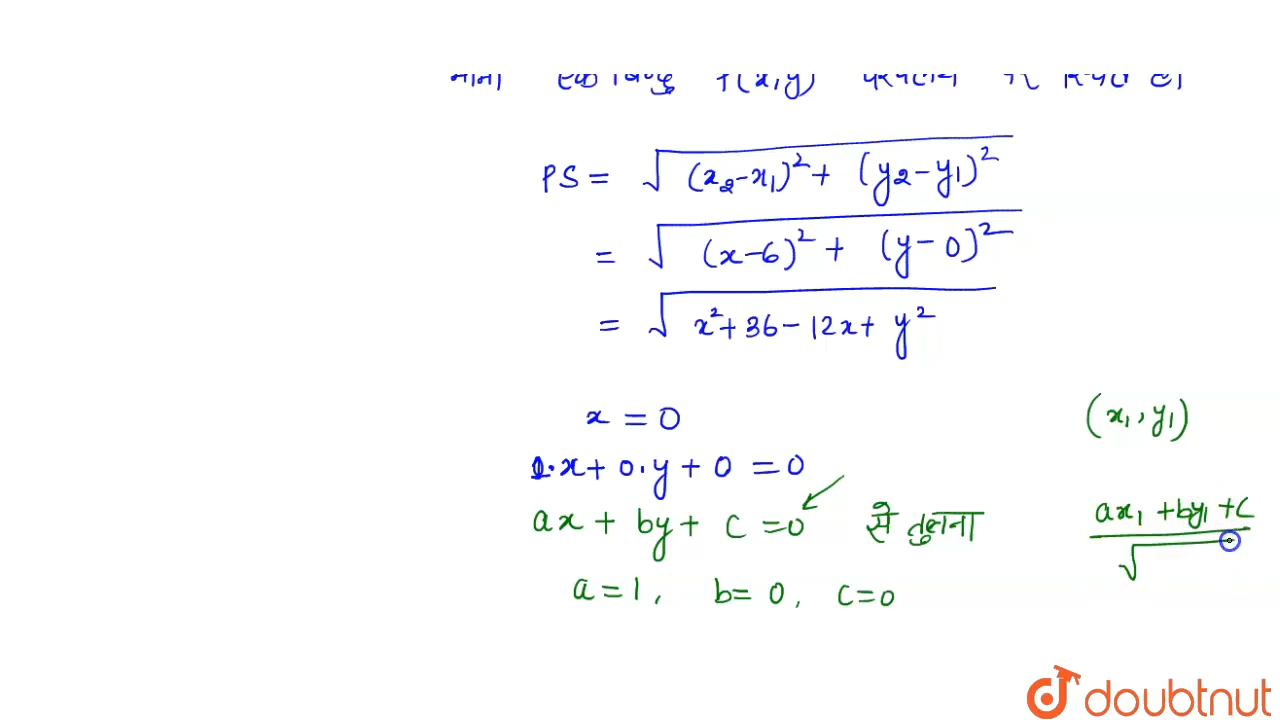 (x,y)
PS = √(x₂-x₁)² + (y₂-y₁)²
= √(x-6)² + (y-0)²
= √x²+36-12x+y²
x = 0
(x₁, y₁)
1·x + 0·y + 0 = 0
ax + by + c = 0 से तुलना
ax₁ + by₁ + c
√
a = 1, b = 0, c = 0
doubtnut